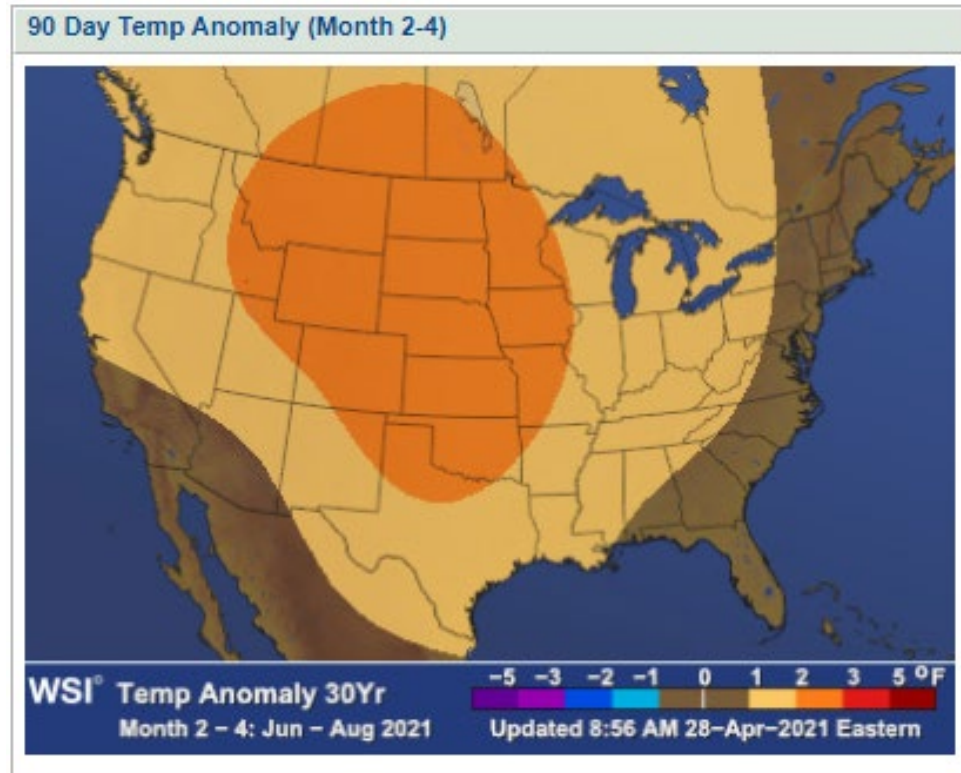 90 Day Temp Anomaly (Month 2-4)
−5 −3 −2 −1 0 1 2 3 5 °F
WSI® Temp Anomaly 30Yr
Month 2 − 4: Jun − Aug 2021 Updated 8:56 AM 28−Apr−2021 Eastern